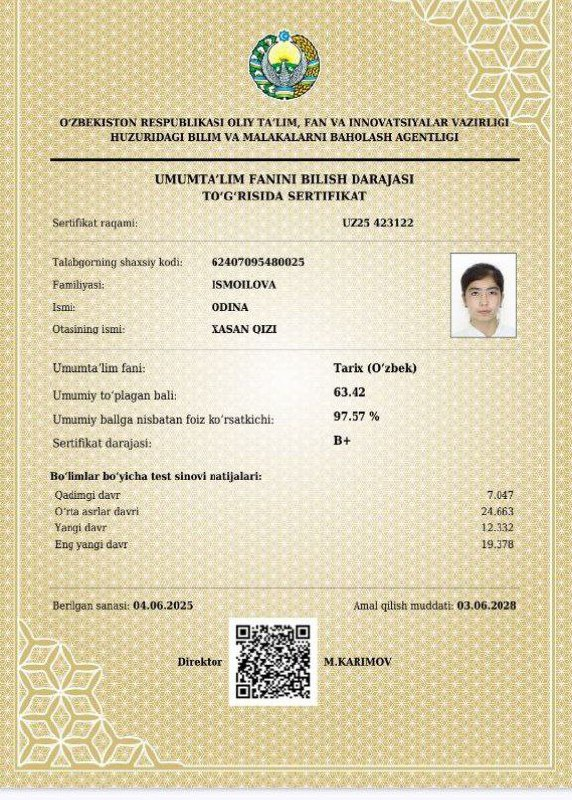 O‘ZBEKISTON RESPUBLIKASI OLIY TA’LIM, FAN VA INNOVATSIYALAR VAZIRLIGI
HUZURIDAGI BILIM VA MALAKALARNI BAHOLASH AGENTLIGI
UMUMTA’LIM FANINI BILISH DARAJASI
TO‘G‘RISIDA SERTIFIKAT
Sertifikat raqami: UZ25 423122
Talabgorning shaxsiy kodi: 62407095480025
Familiyasi: ISMOILOVA
Ismi: ODINA
Otasining ismi: XASAN QIZI
Umumta’lim fani: Tarix (O‘zbek)
Umumiy to‘plagan bali: 63.42
Umumiy ballga nisbatan foiz ko‘rsatkichi: 97.57 %
Sertifikat darajasi: B+
Bo‘limlar bo‘yicha test sinovi natijalari:
Qadimgi davr 7.047
O‘rta asrlar davri 24.663
Yangi davr 12.332
Eng yangi davr 19.378
Berilgan sanasi: 04.06.2025 Amal qilish muddati: 03.06.2028
Direktor M.KARIMOV